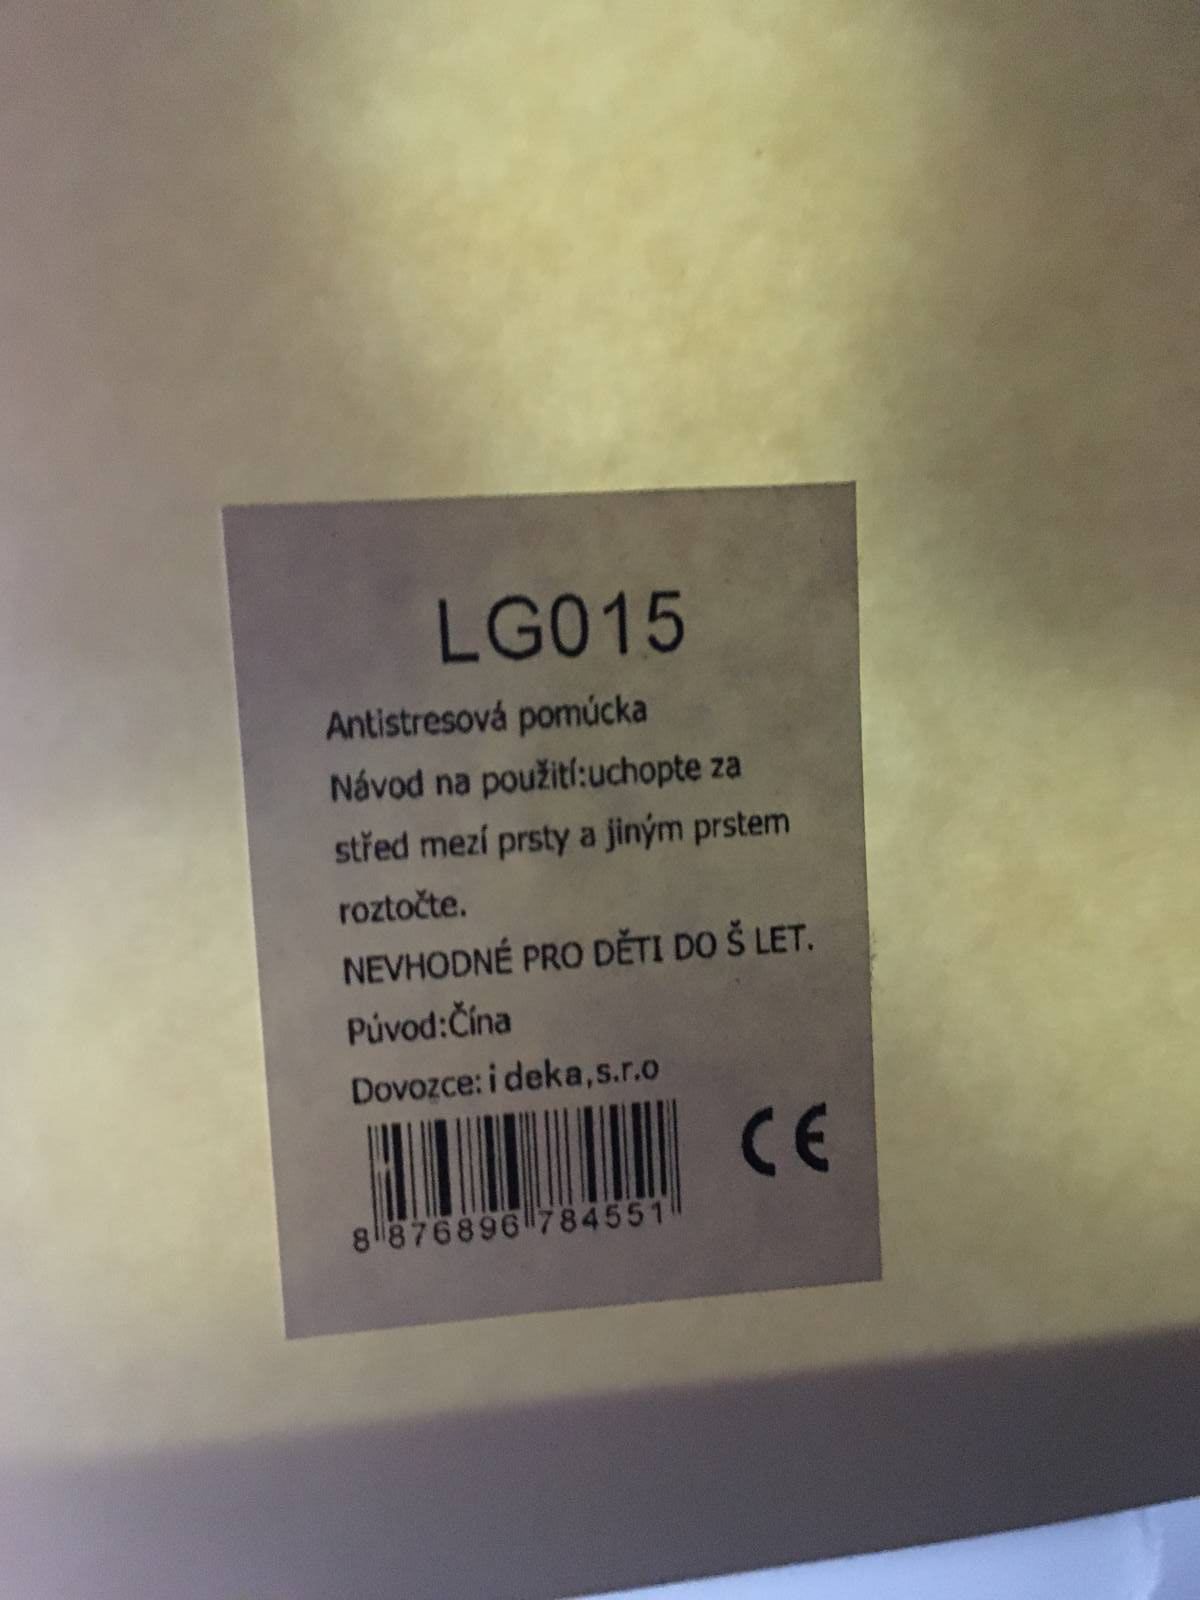 LG015
Antistresová pomúcka
Návod na použití:uchopte za
střed mezí prsty a jiným prstem
roztočte.
NEVHODNÉ PRO DĚTI DO Š LET.
Púvod:Čína
Dovozce: i deka,s.r.o
CE
8 876896 784551